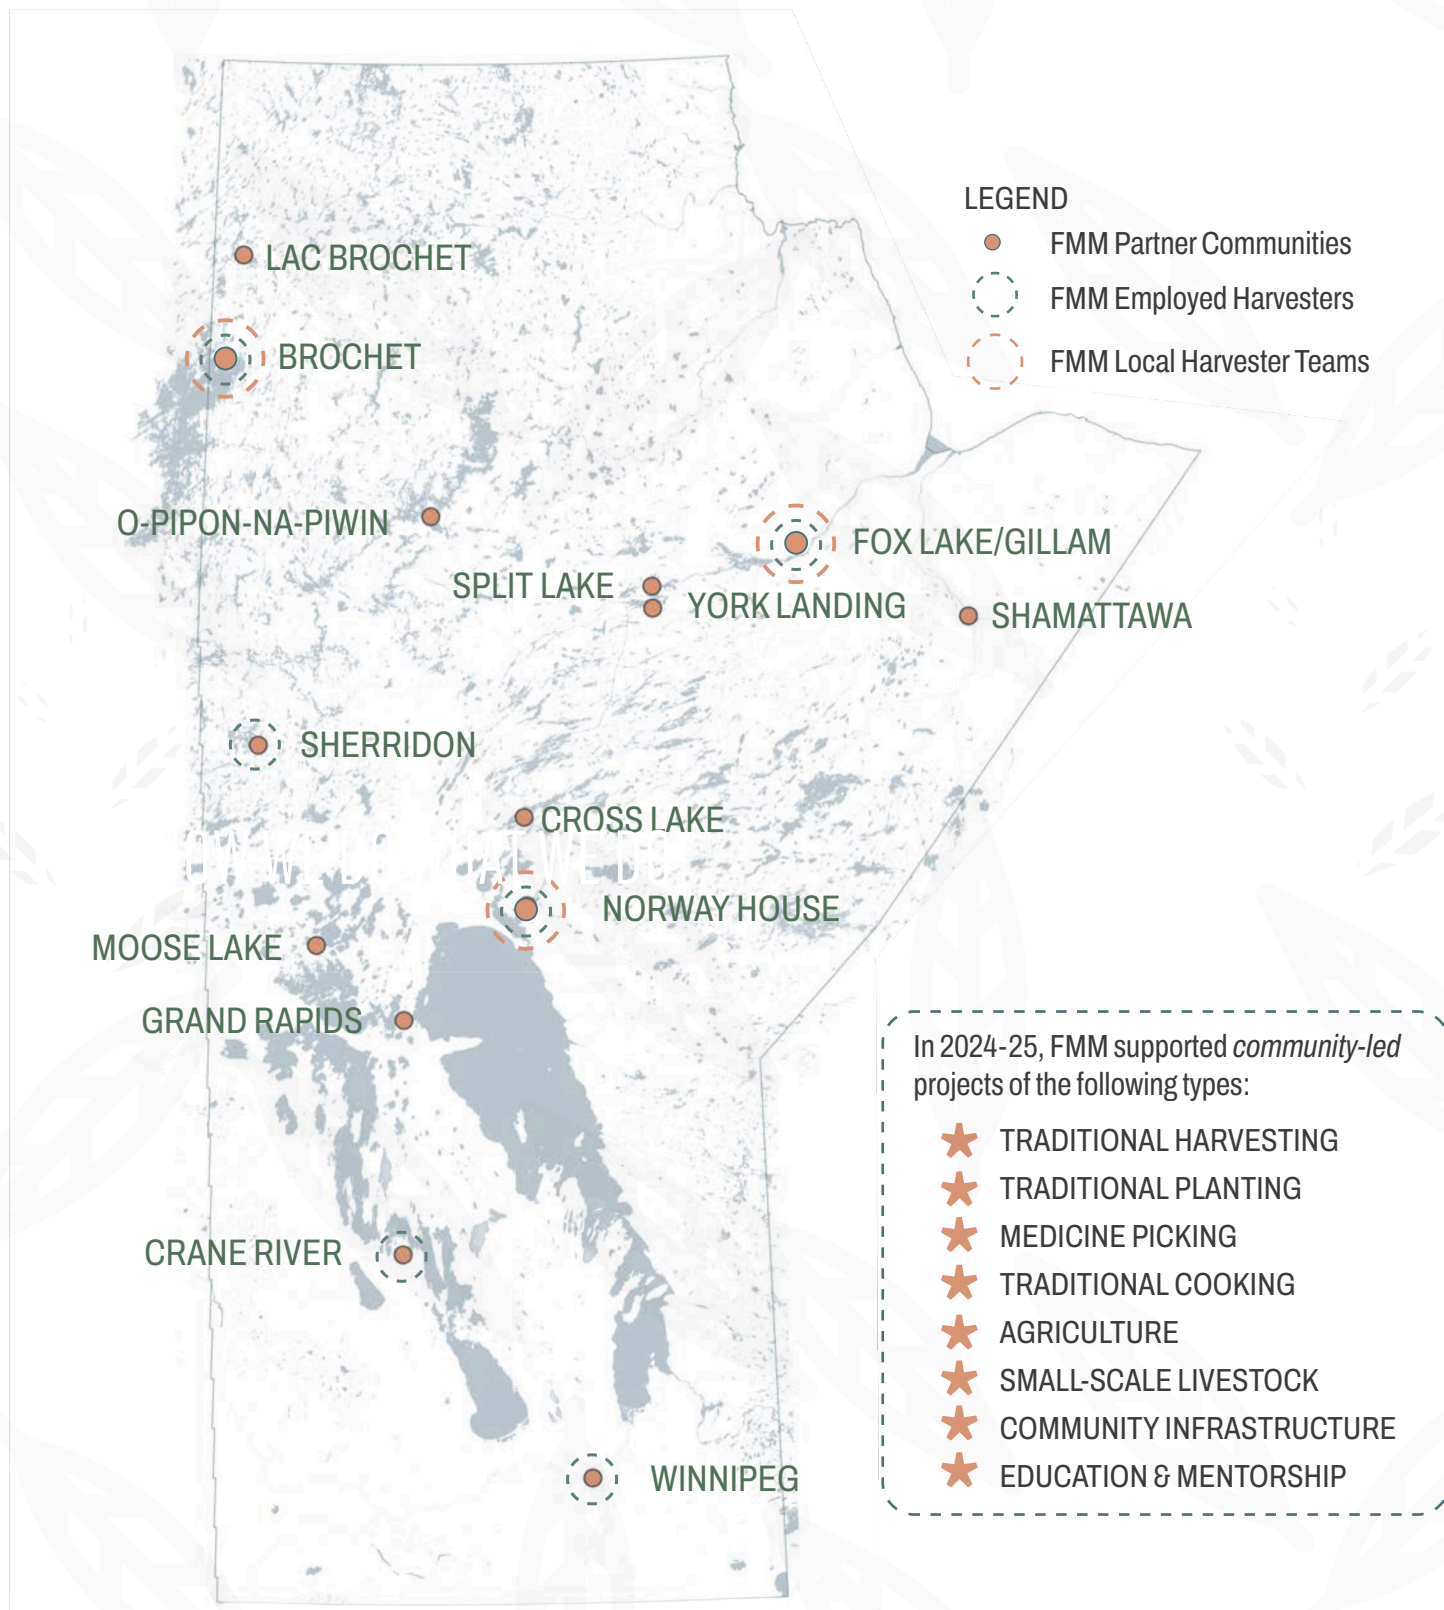 LEGEND
FMM Partner Communities
FMM Employed Harvesters
FMM Local Harvester Teams
LAC BROCHET
BROCHET
O-PIPON-NA-PIWIN
FOX LAKE/GILLAM
SPLIT LAKE
YORK LANDING
SHAMATTAWA
SHERRIDON
CROSS LAKE
WE DO
NORWAY HOUSE
MOOSE LAKE
GRAND RAPIDS
CRANE RIVER
WINNIPEG
In 2024-25, FMM supported community-led
projects of the following types:
TRADITIONAL HARVESTING
TRADITIONAL PLANTING
MEDICINE PICKING
TRADITIONAL COOKING
AGRICULTURE
SMALL-SCALE LIVESTOCK
COMMUNITY INFRASTRUCTURE
EDUCATION & MENTORSHIP